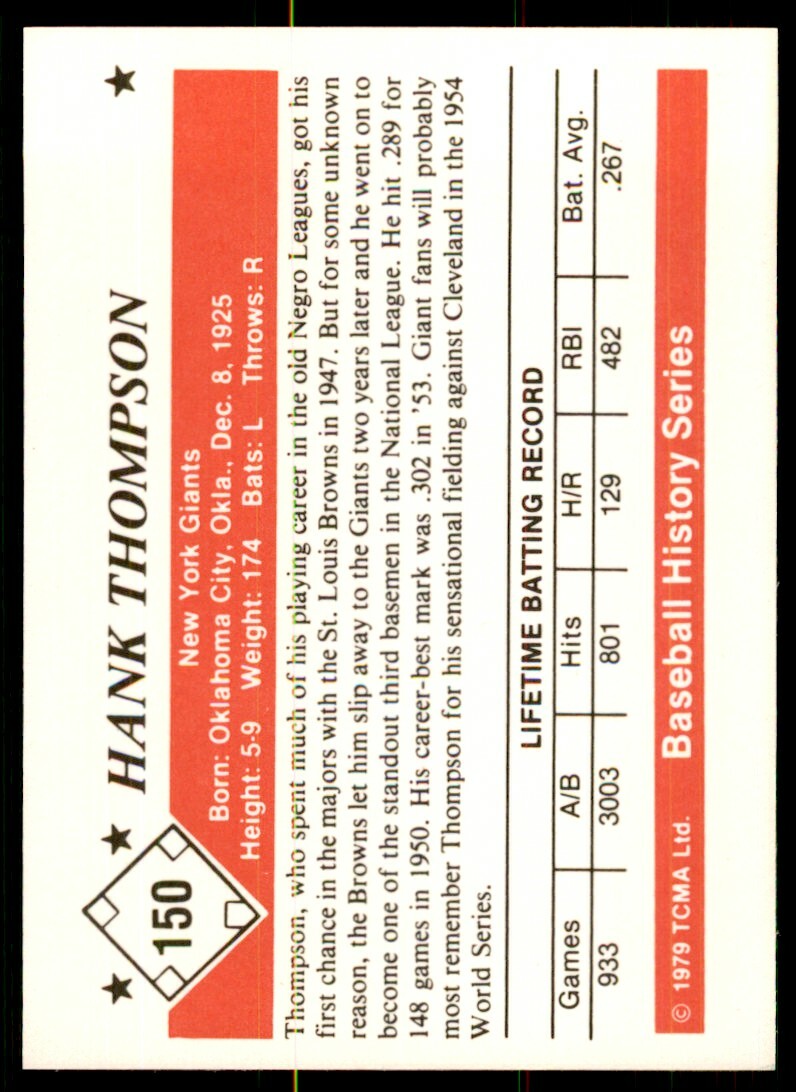 HANK THOMPSON
150
New York Giants
Born: Oklahoma City, Okla., Dec. 8, 1925
Height: 5-9 Weight: 174 Bats: L Throws: R
Thompson, who spent much of his playing career in the old Negro Leagues, got his
first chance in the majors with the St. Louis Browns in 1947. But for some unknown
reason, the Browns let him slip away to the Giants two years later and he went on to
become one of the standout third basemen in the National League. He hit .289 for
148 games in 1950. His career-best mark was .302 in '53. Giant fans will probably
most remember Thompson for his sensational fielding against Cleveland in the 1954
World Series.
LIFETIME BATTING RECORD
Games A/B Hits H/R RBI Bat. Avg.
933 3003 801 129 482 .267
© 1979 TCMA Ltd. Baseball History Series